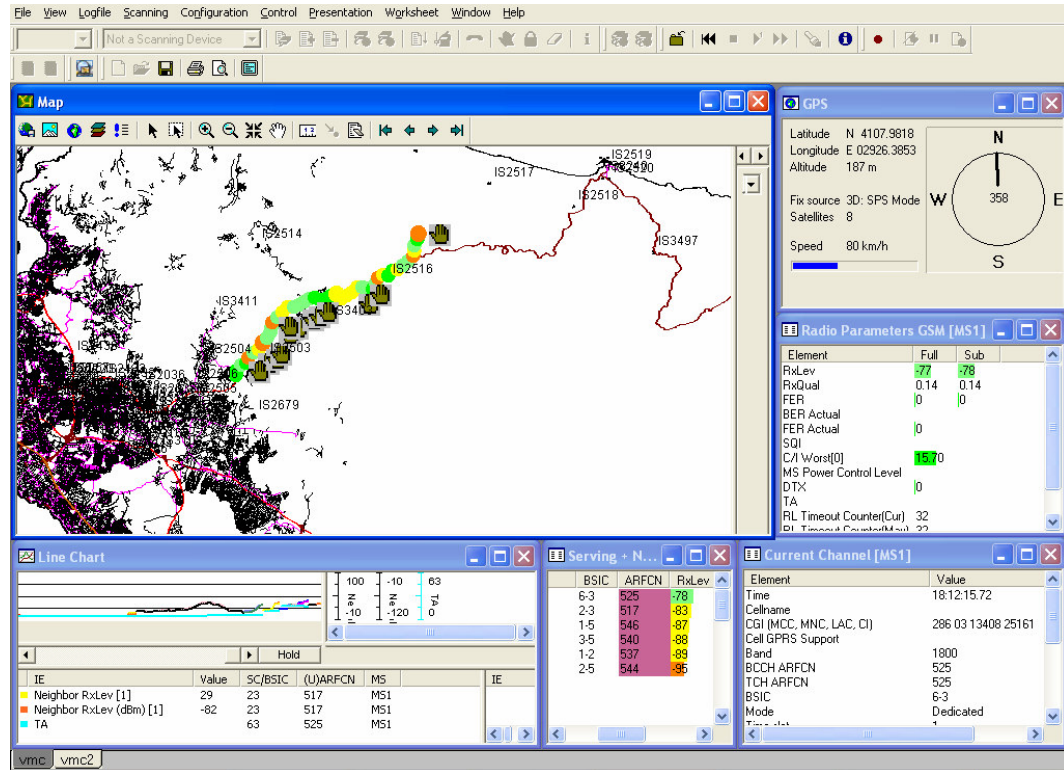 File View Logfile Scanning Configuration Control Presentation Worksheet Window Help
Not a Scanning Device
Map
IS2519
IS2517
IS2518
IS3497
IS2514
IS2516
IS3411
IS2504
IS2679
GPS
Latitude N 4107.9818
Longitude E 02926.3853
Altitude 187 m
Fix source 3D: SPS Mode
Satellites 8
Speed 80 km/h
N
W 358 E
S
Radio Parameters GSM [MS1]
Element Full Sub
RxLev -77 -78
RxQual 0.14 0.14
FER 0 0
BER Actual
FER Actual 0
SQI
C/I Worst[0] 15.70
MS Power Control Level
DTX 0
TA
RL Timeout Counter(Cur) 32
Line Chart
100 -10 63
Ne Ne TA
-10 -120 0
Hold
IE Value SC/BSIC (U)ARFCN MS IE
Neighbor RxLev [1] 29 23 517 MS1
Neighbor RxLev (dBm) [1] -82 23 517 MS1
TA 63 525 MS1
Serving + N...
BSIC ARFCN RxLev
6-3 525 -78
2-3 517 -83
1-5 546 -87
3-5 540 -88
1-2 537 -89
2-5 544 -95
Current Channel [MS1]
Element Value
Time 18:12:15.72
Cellname
CGI (MCC, MNC, LAC, CI) 286 03 13408 25161
Cell GPRS Support
Band 1800
BCCH ARFCN 525
TCH ARFCN 525
BSIC 6-3
Mode Dedicated
vmc vmc2